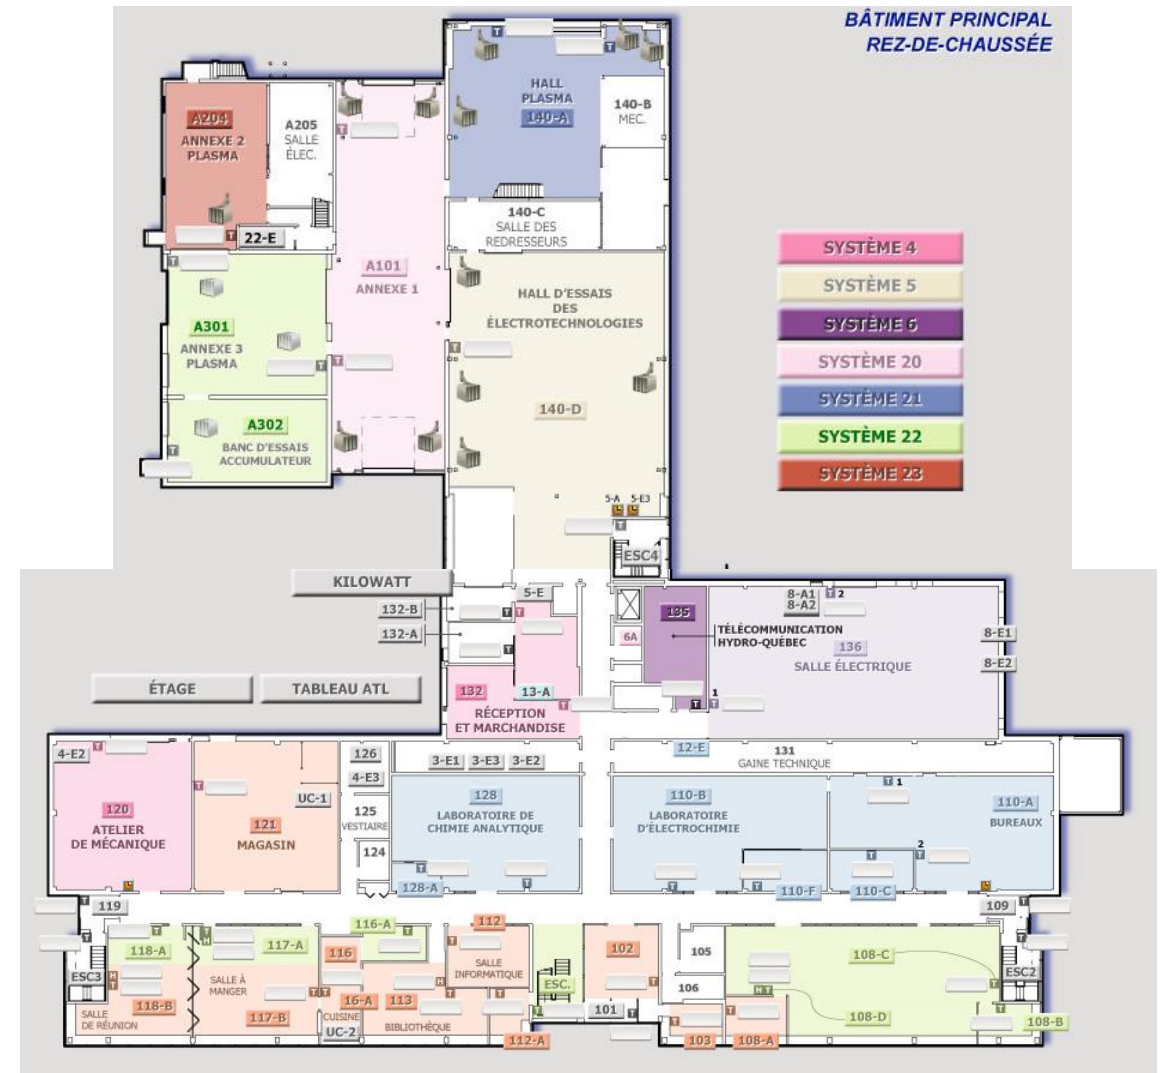 BÂTIMENT PRINCIPAL
REZ-DE-CHAUSSÉE
T
T
HALL
PLASMA
140-A
140-B
MEC.
A204
ANNEXE 2
PLASMA
A205
SALLE
ÉLEC.
T
140-C
SALLE DES
REDRESSEURS
T
22-E
T
A101
ANNEXE 1
HALL D'ESSAIS
DES
ÉLECTROTECHNOLOGIES
SYSTÈME 4
SYSTÈME 5
SYSTÈME 6
SYSTÈME 20
SYSTÈME 21
SYSTÈME 22
SYSTÈME 23
A301
ANNEXE 3
PLASMA
T
T
T
140-D
A302
BANC D'ESSAIS
ACCUMULATEUR
T
5-A
5-E3
T
ESC4
KILOWATT
5-E
132-B
T
T
132-A
T
6A
135
TÉLÉCOMMUNICATION
HYDRO-QUÉBEC
8-A1
8-A2
T 2
136
SALLE ÉLECTRIQUE
8-E1
8-E2
ÉTAGE
TABLEAU ATL
132
13-A
T
RÉCEPTION
ET MARCHANDISE
T
1
T
4-E2
T
126
4-E3
3-E1
3-E3
3-E2
12-E
131
GAINE TECHNIQUE
T
UC-1
T 1
120
ATELIER
DE MÉCANIQUE
121
MAGASIN
125
VESTIAIRE
124
128
LABORATOIRE DE
CHIMIE ANALYTIQUE
110-B
LABORATOIRE
D'ÉLECTROCHIMIE
110-A
BUREAUX
2
T
T
T
T
128-A
T
T
T
110-F
110-C
T
119
T
109
T
T
ESC3
118-A
T
H
117-A
116-A
T
112
T
102
105
108-C
T
ESC2
SALLE À
MANGER
116
SALLE
INFORMATIQUE
H
T
118-B
SALLE
DE RÉUNION
117-B
T
T
16-A
CUISINE
UC-2
113
H
T
BIBLIOTHÈQUE
T
112-A
ESC.
T
101
T
T
106
T
103
T
108-A
H T
108-D
T
T
108-B